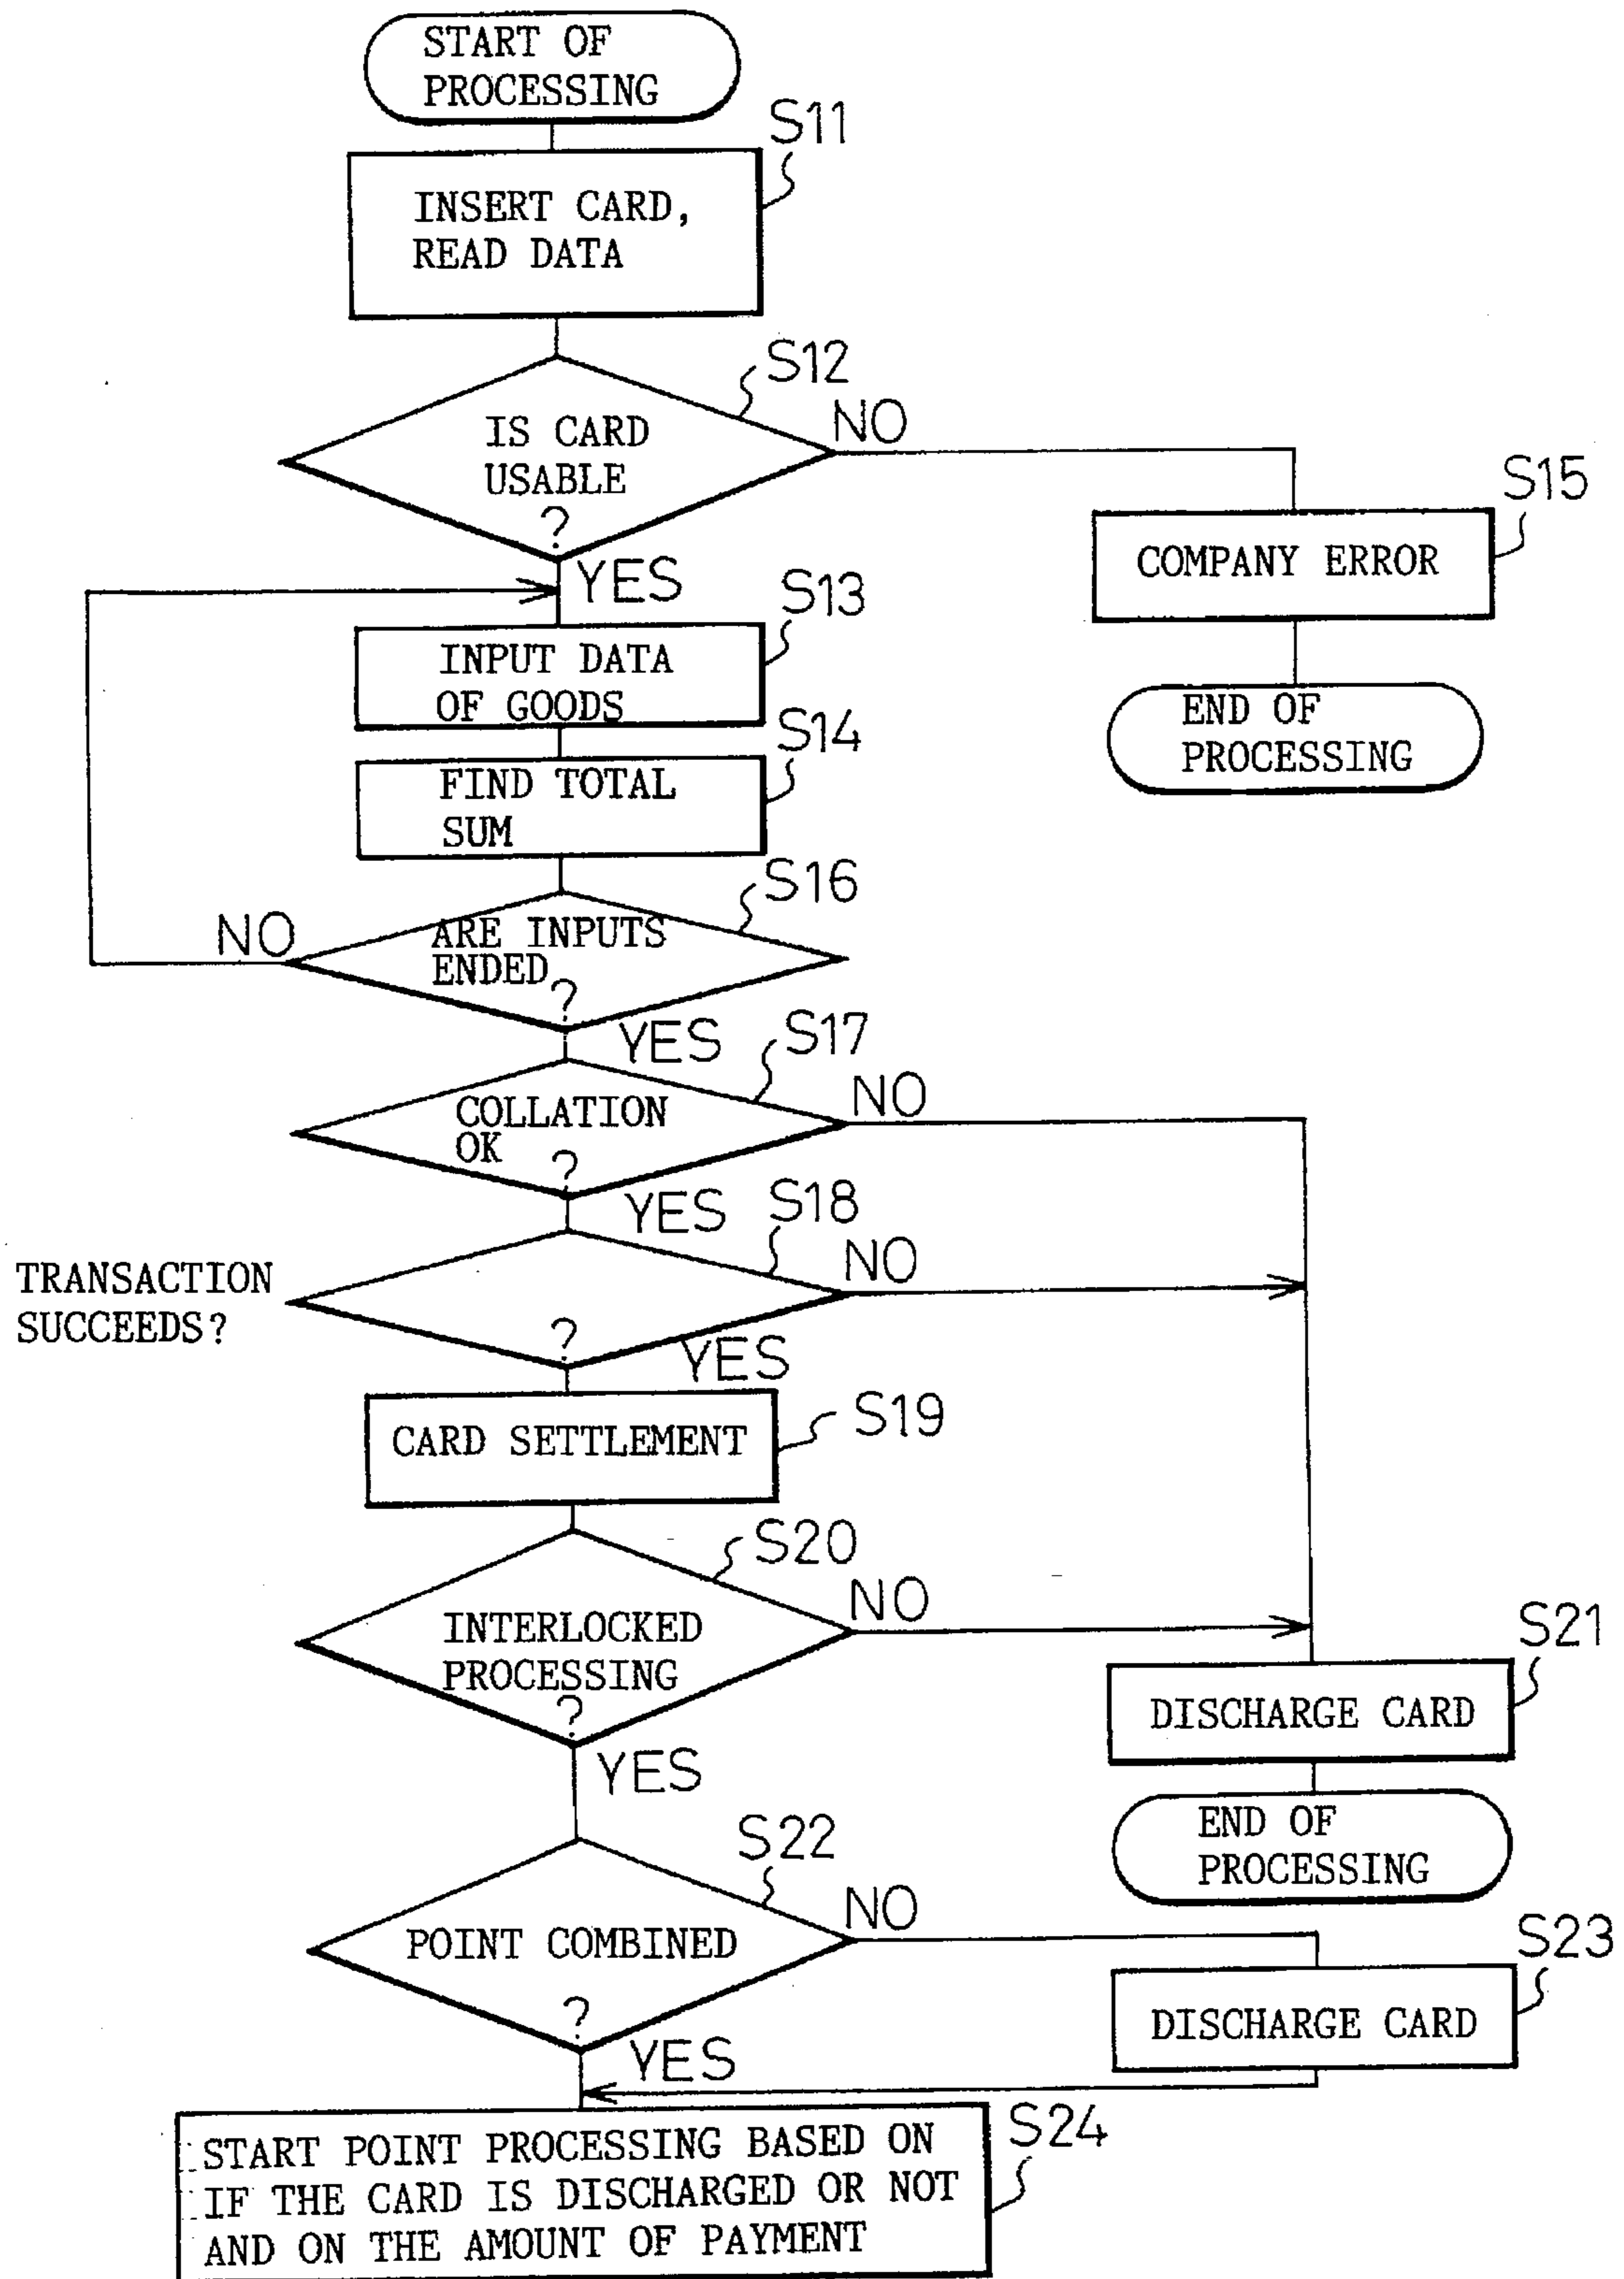 START OF
PROCESSING
S11
INSERT CARD,
READ DATA
S12
IS CARD
USABLE
?
NO
YES
S15
COMPANY ERROR
END OF
PROCESSING
S13
INPUT DATA
OF GOODS
S14
FIND TOTAL
SUM
S16
ARE INPUTS
ENDED
?
NO
YES
S17
COLLATION
OK
?
NO
YES
S18
TRANSACTION
SUCCEEDS?
?
NO
YES
S19
CARD SETTLEMENT
S20
INTERLOCKED
PROCESSING
?
NO
YES
S21
DISCHARGE CARD
END OF
PROCESSING
S22
POINT COMBINED
?
NO
YES
S23
DISCHARGE CARD
S24
START POINT PROCESSING BASED ON
IF THE CARD IS DISCHARGED OR NOT
AND ON THE AMOUNT OF PAYMENT